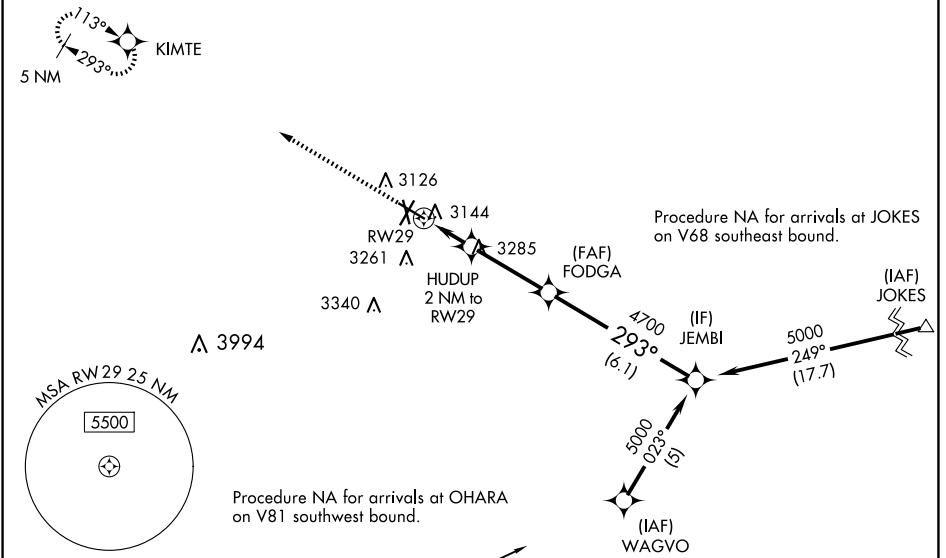 113°
293°
5 NM
KIMTE
3126
3144
RW29
3285
3261
HUDUP
2 NM to
RW29
3340
3994
(FAF)
FODGA
Procedure NA for arrivals at JOKES
on V68 southeast bound.
(IAF)
JOKES
4700
293°
(6.1)
(IF)
JEMBI
5000
249°
(17.7)
5000
023°
(5)
(IAF)
WAGVO
MSA RW29 25 NM
5500
Procedure NA for arrivals at OHARA
on V81 southwest bound.